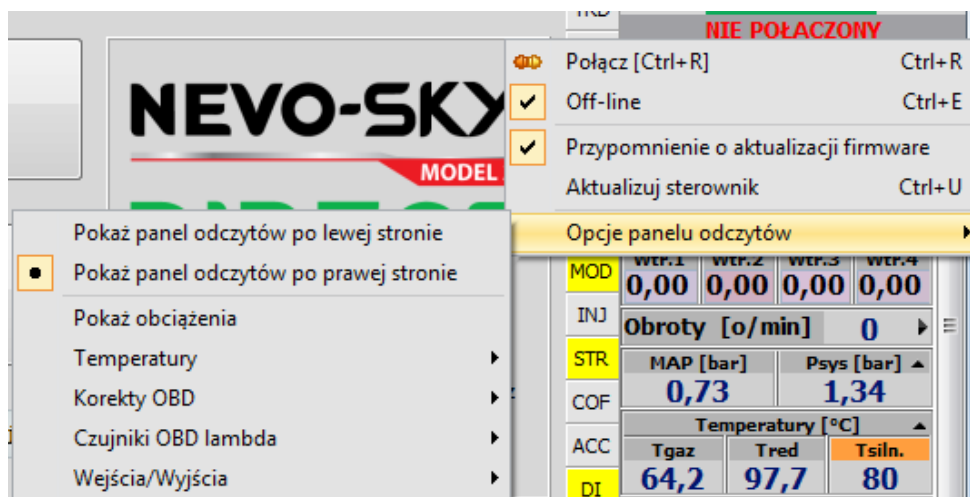 NIE POŁĄCZONY
Połącz [Ctrl+R] Ctrl+R
Off-line Ctrl+E
Przypomnienie o aktualizacji firmware
Aktualizuj sterownik Ctrl+U
Opcje panelu odczytów
NEVO-SKY
MODEL
Pokaż panel odczytów po lewej stronie
Pokaż panel odczytów po prawej stronie
Pokaż obciążenia
Temperatury
Korekty OBD
Czujniki OBD lambda
Wejścia/Wyjścia
MOD
INJ
STR
COF
ACC
DI
Wtr.1 Wtr.2 Wtr.3 Wtr.4
0,00 0,00 0,00 0,00
Obroty [o/min] 0
MAP [bar] Psys [bar]
0,73 1,34
Temperatury [°C]
Tgaz Tred Tsiln.
64,2 97,7 80